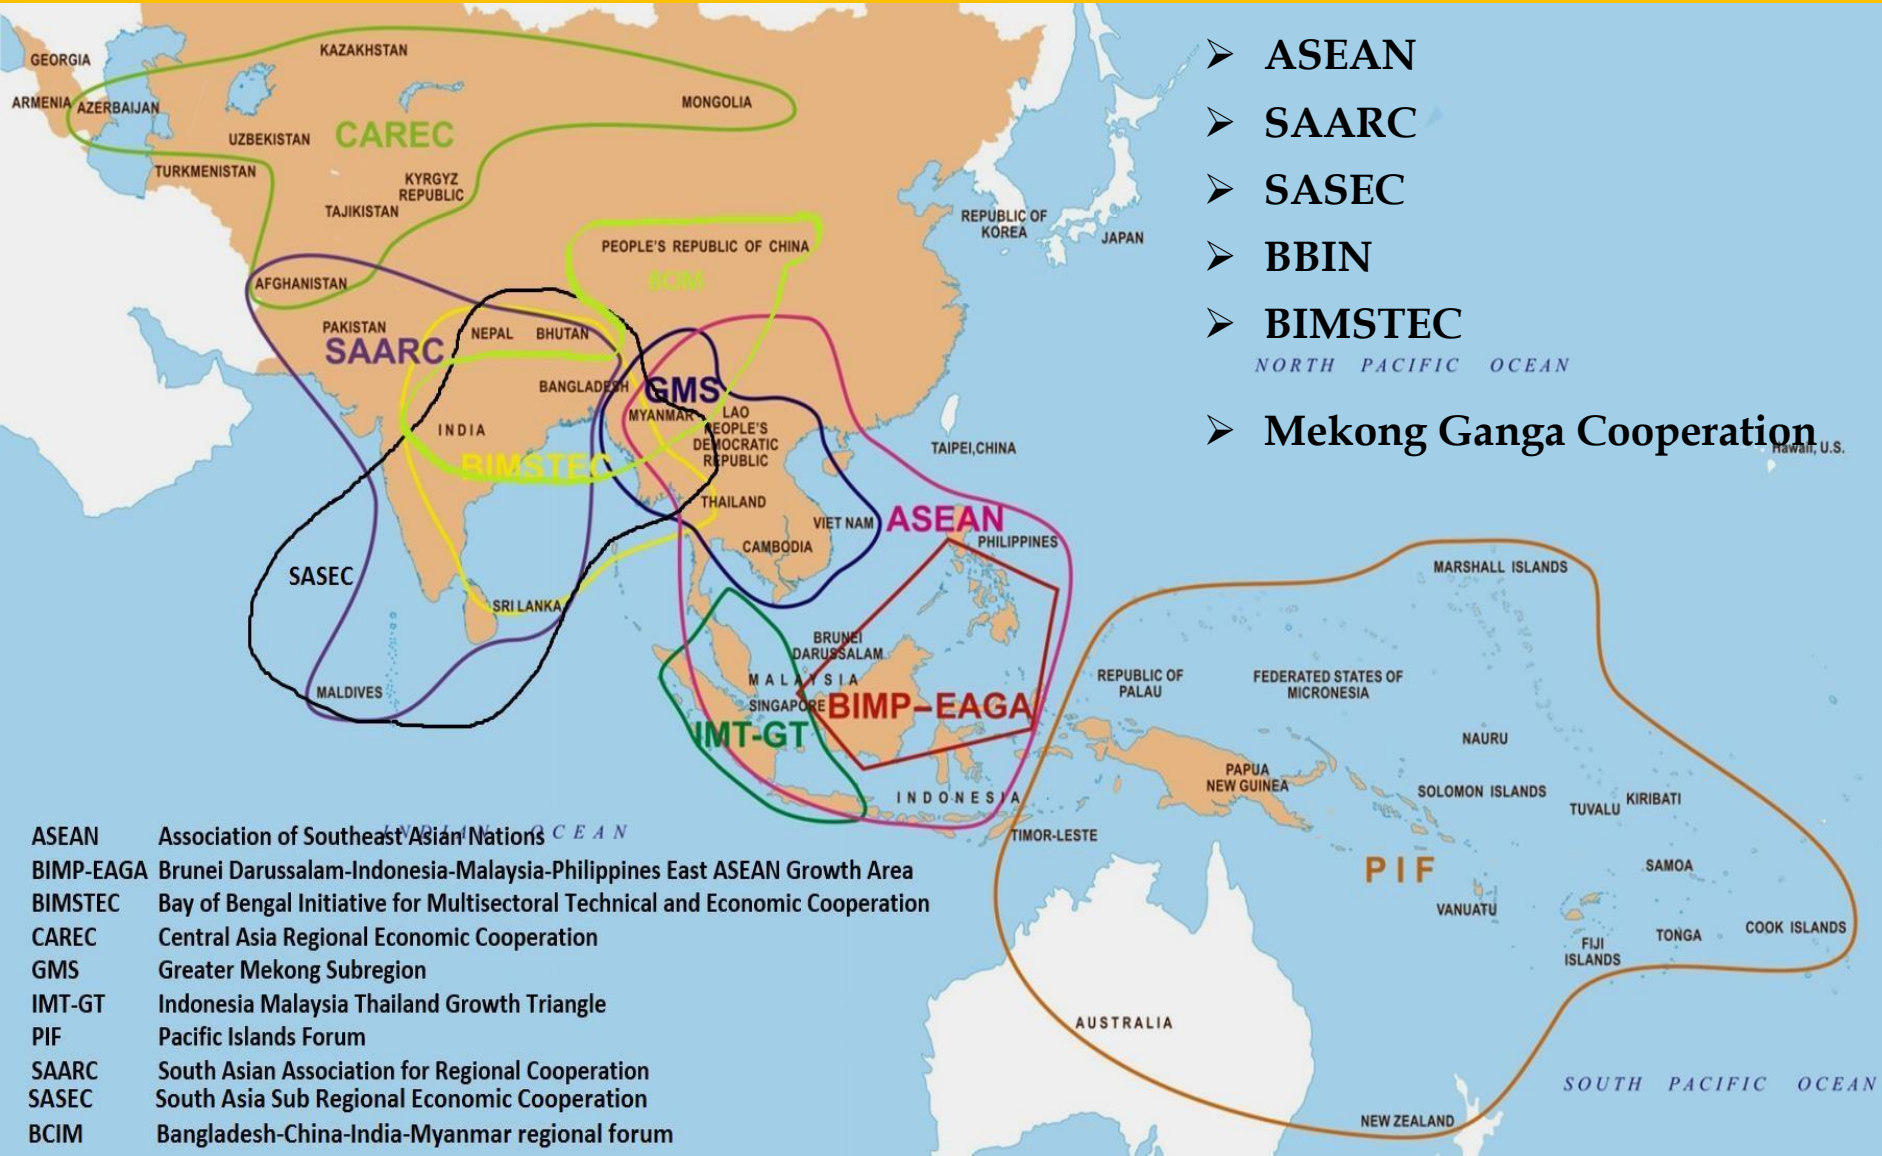 ➢ ASEAN
➢ SAARC
➢ SASEC
➢ BBIN
➢ BIMSTEC
➢ Mekong Ganga Cooperation
NORTH PACIFIC OCEAN
Hawaii, U.S.
GEORGIA
KAZAKHSTAN
ARMENIA
AZERBAIJAN
MONGOLIA
UZBEKISTAN
CAREC
TURKMENISTAN
KYRGYZ
REPUBLIC
TAJIKISTAN
REPUBLIC OF
KOREA
JAPAN
PEOPLE'S REPUBLIC OF CHINA
AFGHANISTAN
PAKISTAN
SAARC
NEPAL
BHUTAN
BANGLADESH
GMS
MYANMAR
LAO
PEOPLE'S
DEMOCRATIC
REPUBLIC
INDIA
BIMSTEC
TAIPEI,CHINA
THAILAND
VIET NAM
ASEAN
PHILIPPINES
CAMBODIA
SASEC
SRI LANKA
MALDIVES
BRUNEI
DARUSSALAM
MALAYSIA
SINGAPORE
BIMP–EAGA
IMT-GT
INDONESIA
MARSHALL ISLANDS
REPUBLIC OF
PALAU
FEDERATED STATES OF
MICRONESIA
NAURU
PAPUA
NEW GUINEA
SOLOMON ISLANDS
TUVALU
KIRIBATI
TIMOR-LESTE
PIF
SAMOA
VANUATU
FIJI
ISLANDS
TONGA
COOK ISLANDS
AUSTRALIA
NEW ZEALAND
SOUTH PACIFIC OCEAN
INDIAN OCEAN
ASEAN Association of Southeast Asian Nations
BIMP-EAGA Brunei Darussalam-Indonesia-Malaysia-Philippines East ASEAN Growth Area
BIMSTEC Bay of Bengal Initiative for Multisectoral Technical and Economic Cooperation
CAREC Central Asia Regional Economic Cooperation
GMS Greater Mekong Subregion
IMT-GT Indonesia Malaysia Thailand Growth Triangle
PIF Pacific Islands Forum
SAARC South Asian Association for Regional Cooperation
SASEC South Asia Sub Regional Economic Cooperation
BCIM Bangladesh-China-India-Myanmar regional forum